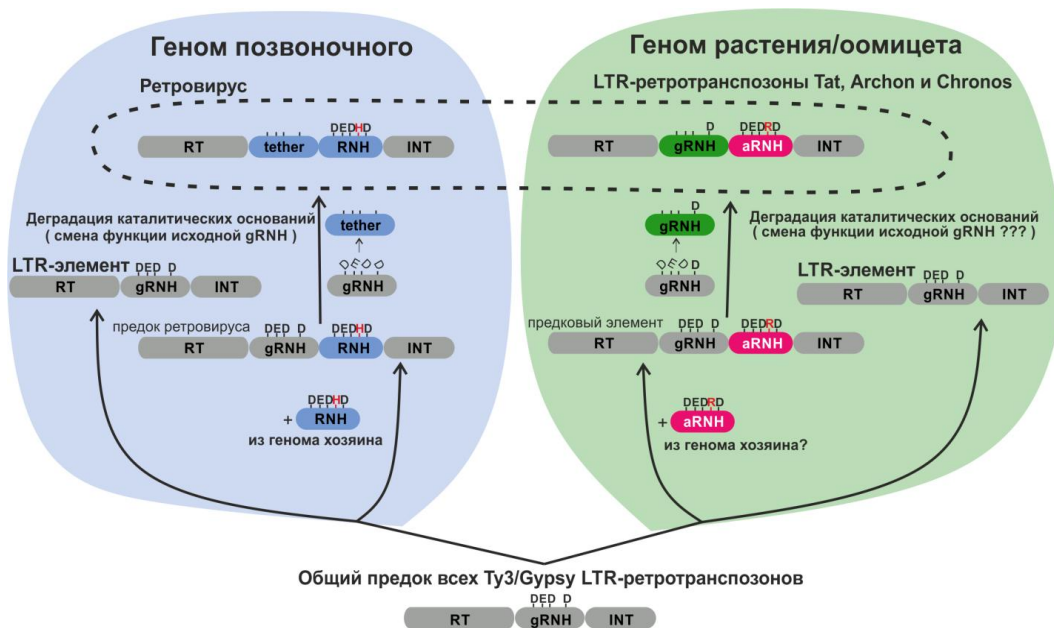 Геном позвоночного
Ретровирус
DEDHD
RT tether RNH INT
Деградация каталитических оснований
( смена функции исходной gRNH )
tether
DEDD
gRNH
LTR-элемент
DED D
RT gRNH INT
предок ретровируса
DED D DEDHD
RT gRNH RNH INT
DEDHD
+ RNH
из генома хозяина
Геном растения/оомицета
LTR-ретротранспозоны Tat, Archon и Chronos
D DEDRD
RT gRNH aRNH INT
Деградация каталитических оснований
( смена функции исходной gRNH ??? )
D
gRNH
DED D
gRNH
LTR-элемент
DED D
RT gRNH INT
предковый элемент
DED D DEDRD
RT gRNH aRNH INT
DEDRD
+ aRNH
из генома хозяина?
Общий предок всех Ty3/Gypsy LTR-ретротранспозонов
DED D
RT gRNH INT